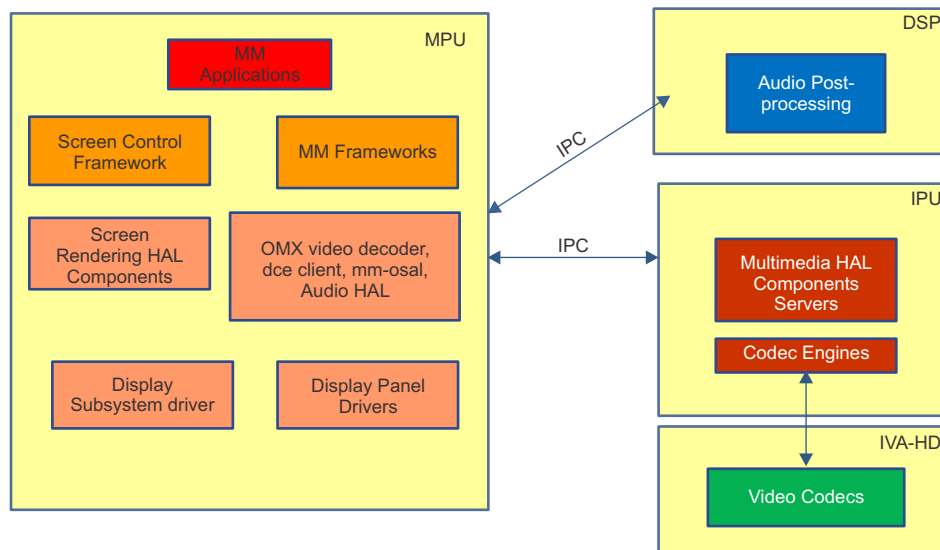 MPU
MM
Applications
Screen Control
Framework
MM Frameworks
Screen
Rendering HAL
Components
OMX video decoder,
dce client, mm-osal,
Audio HAL
Display
Subsystem driver
Display Panel
Drivers
IPC
IPC
DSP
Audio Post-
processing
IPU
Multimedia HAL
Components
Servers
Codec Engines
IVA-HD
Video Codecs